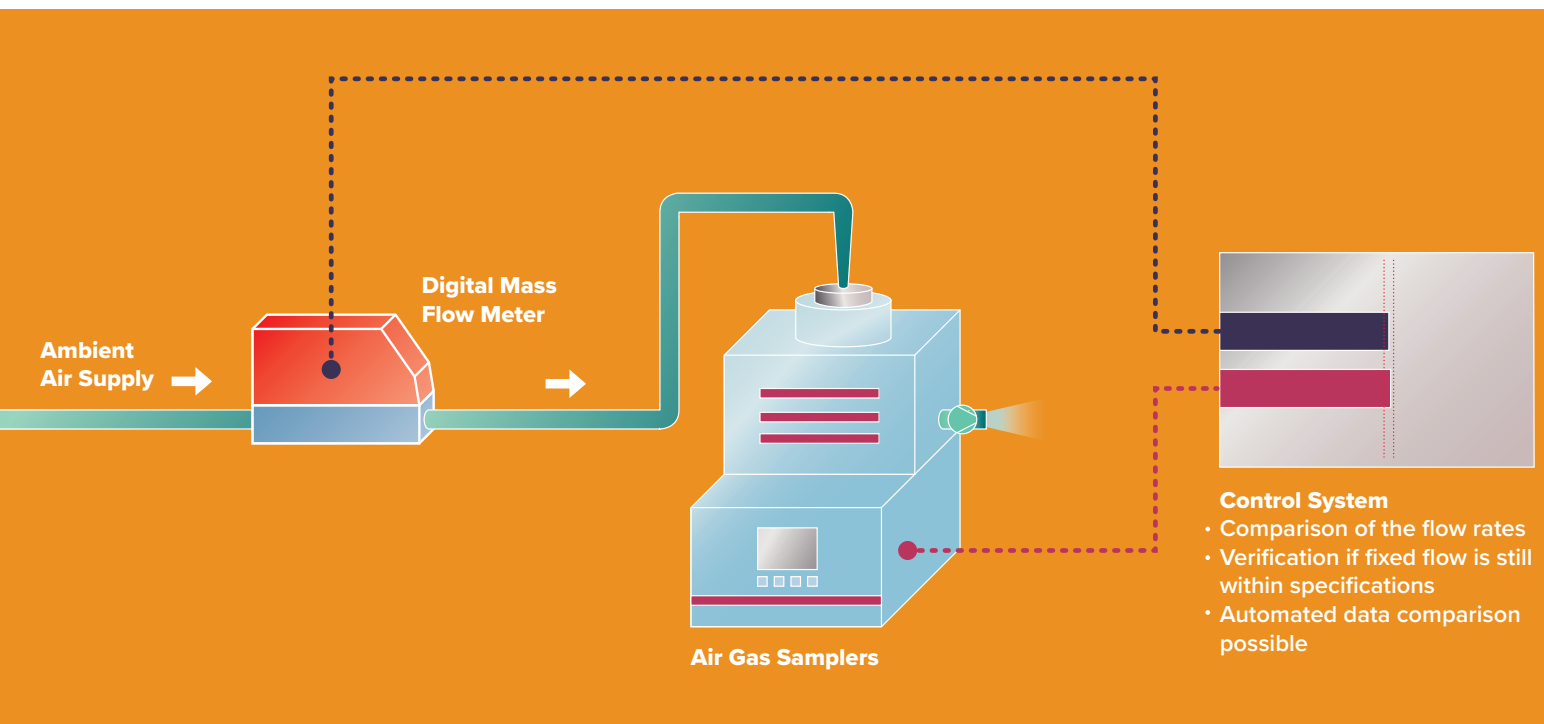 Ambient
Air Supply
Digital Mass
Flow Meter
Air Gas Samplers
Control System
• Comparison of the flow rates
• Verification if fixed flow is still
within specifications
• Automated data comparison
possible